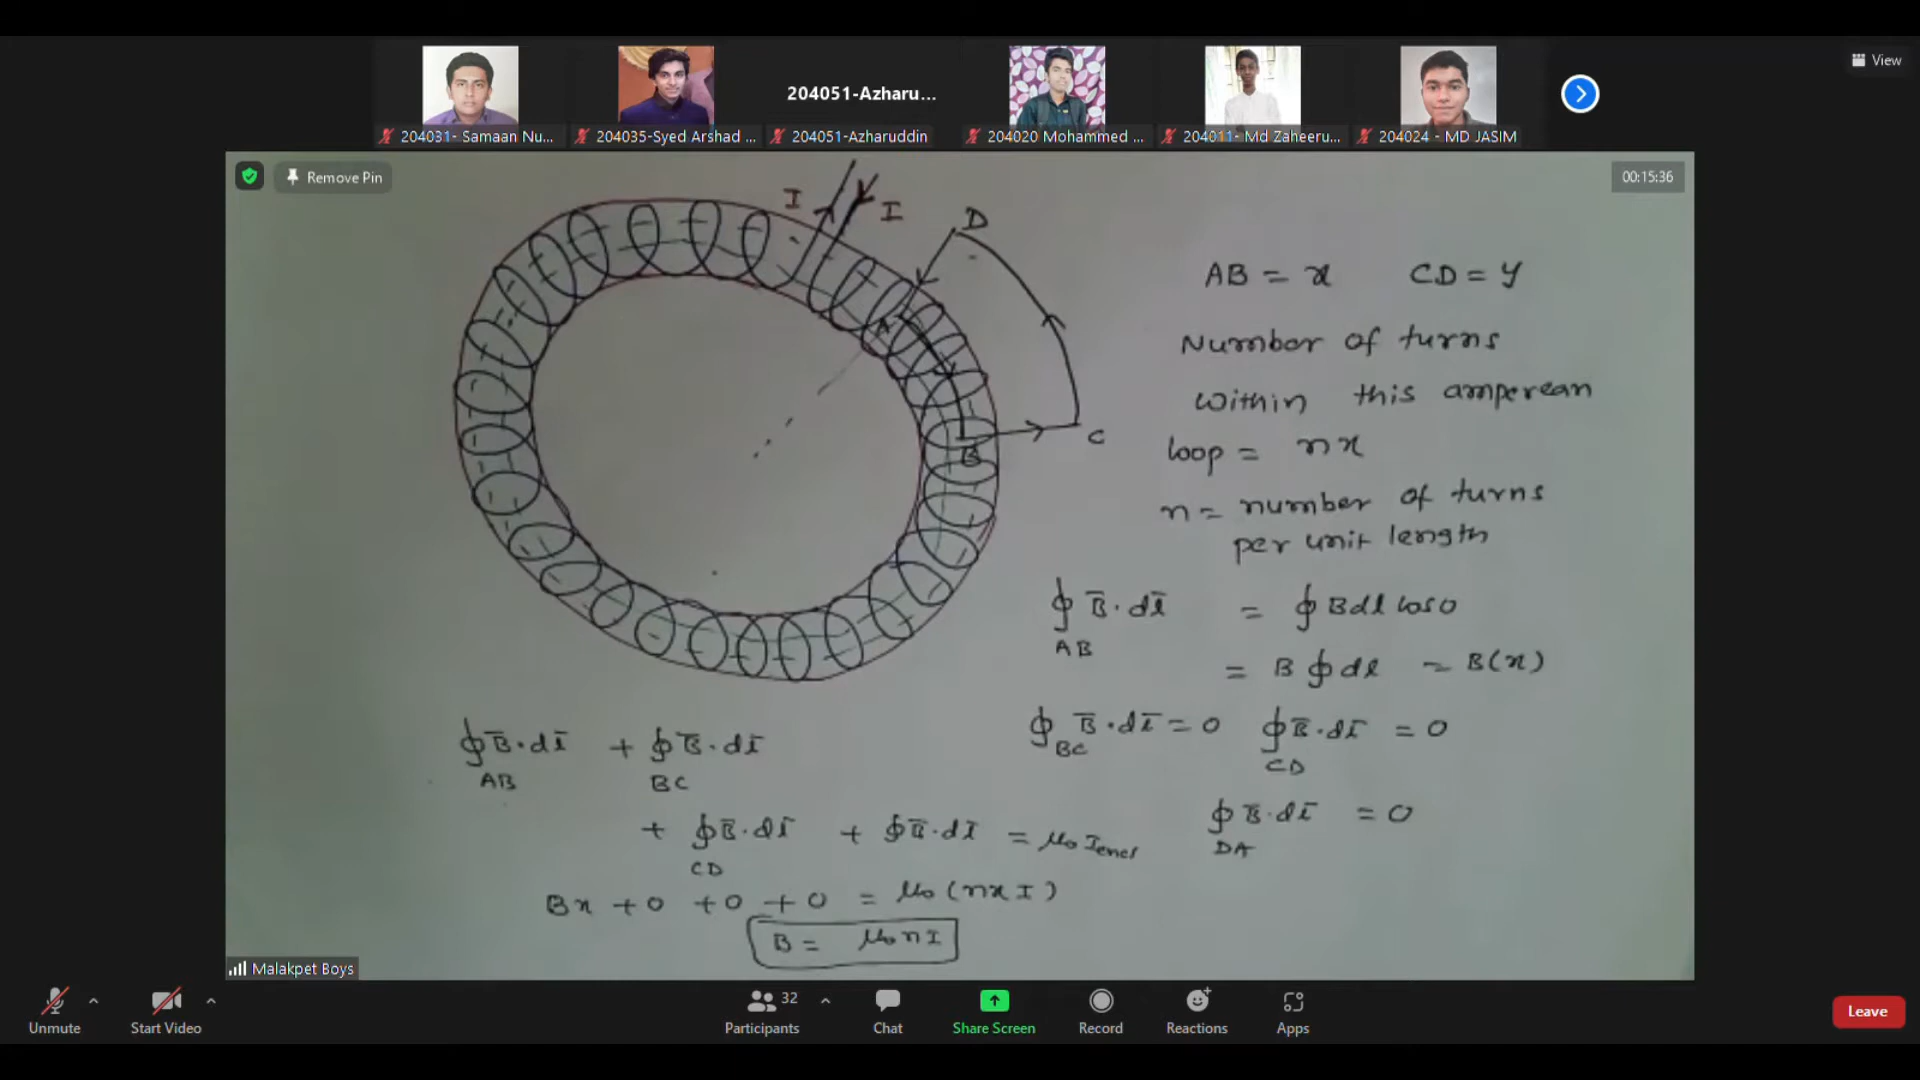 View
204051-Azharu...
204031- Samaan Nu...
204035-Syed Arshad ...
204051-Azharuddin
204020 Mohammed ...
204011- Md Zaheeru...
204024 - MD JASIM
Remove Pin
00:15:36
I
I
D
A
B
C
AB = x CD = y
Number of turns
within this amperean
loop = nx
n = number of turns
per unit length
∮ B̄·dl̄ = ∮ Bdl cos0
AB
= B ∮ dl = B(x)
∮ B̄·dl̄ = 0 ∮ B̄·dl̄ = 0
BC CD
∮ B̄·dl̄ = 0
DA
∮ B̄·dl̄ + ∮ B̄·dl̄
AB BC
+ ∮ B̄·dl̄ + ∮ B̄·dl̄ = μ₀ Iencl
CD
Bx + 0 + 0 + 0 = μ₀ (nx I)
B = μ₀ n I
Malakpet Boys
Unmute
Start Video
32
Participants
Chat
Share Screen
Record
Reactions
Apps
Leave